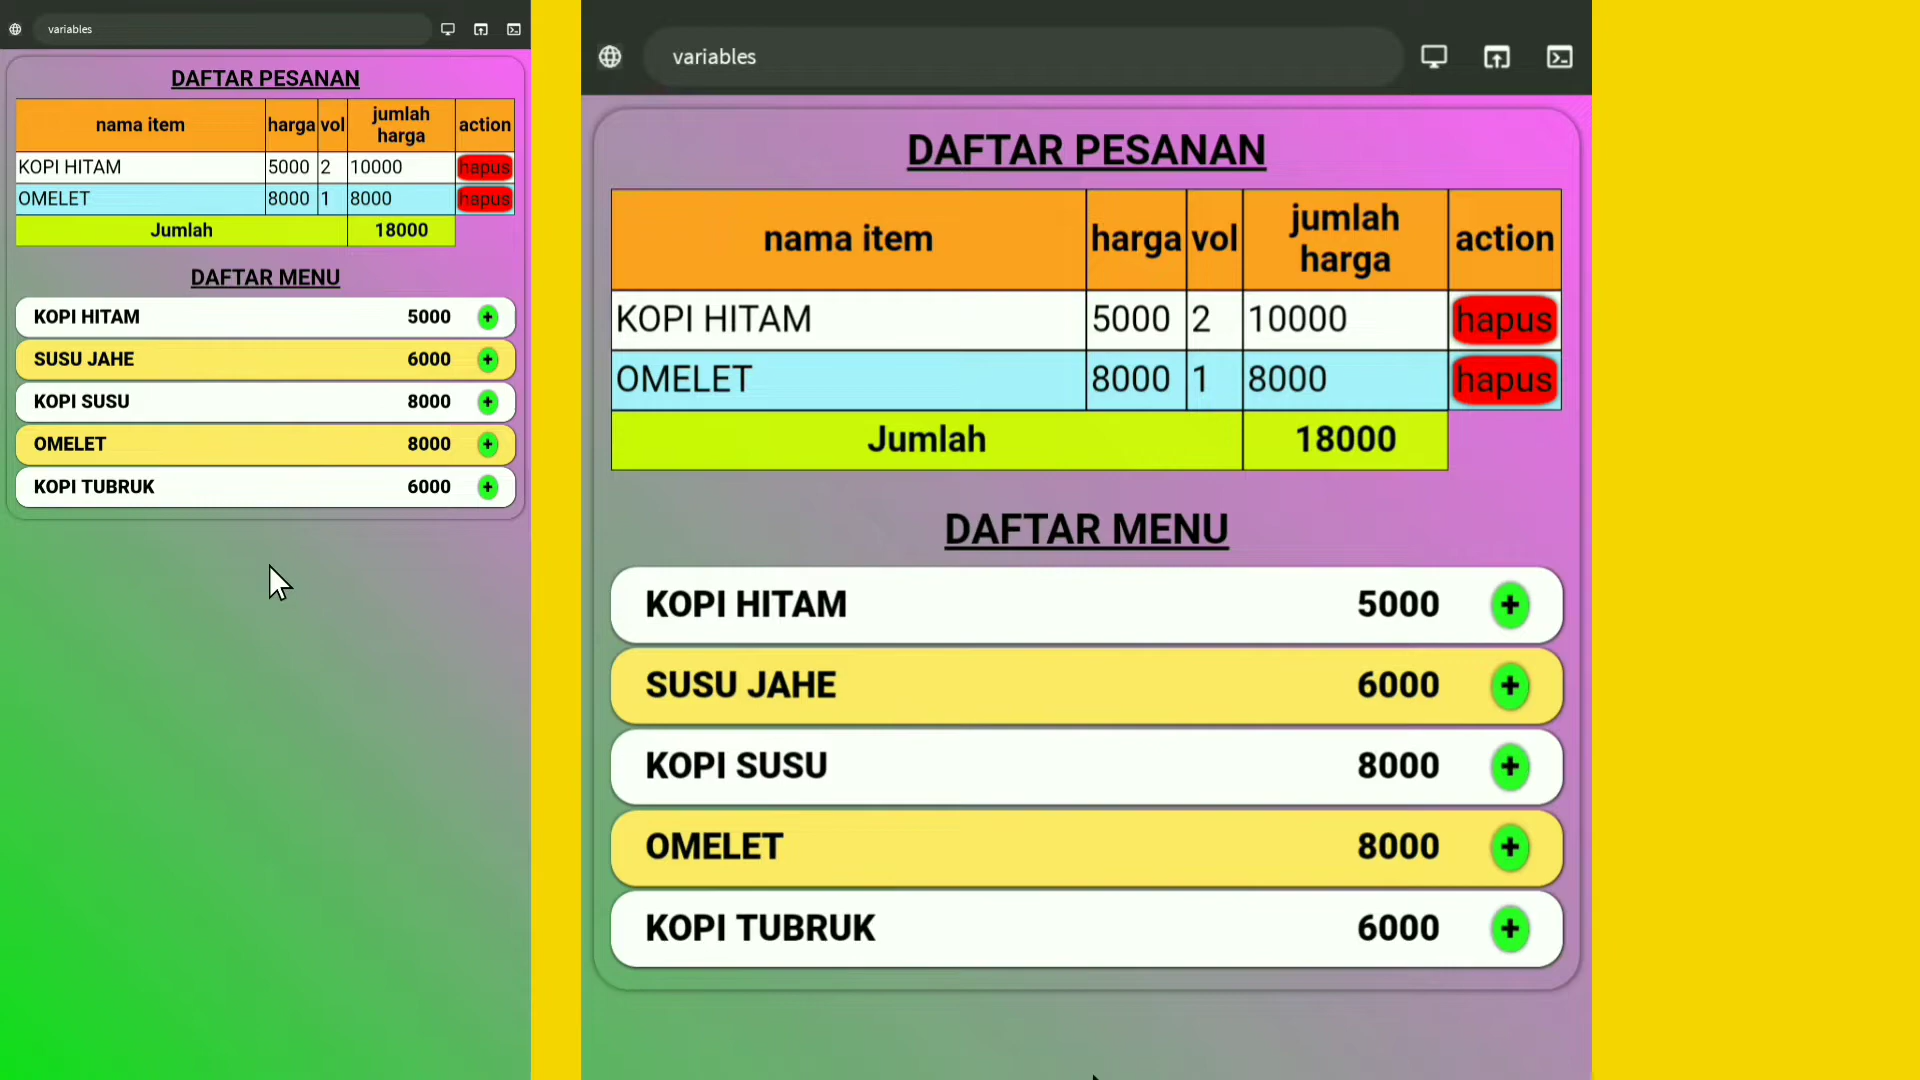 variables
DAFTAR PESANAN
nama item harga vol jumlah harga action
KOPI HITAM 5000 2 10000 hapus
OMELET 8000 1 8000 hapus
Jumlah 18000
DAFTAR MENU
KOPI HITAM 5000 +
SUSU JAHE 6000 +
KOPI SUSU 8000 +
OMELET 8000 +
KOPI TUBRUK 6000 +
variables
DAFTAR PESANAN
nama item harga vol jumlah harga action
KOPI HITAM 5000 2 10000 hapus
OMELET 8000 1 8000 hapus
Jumlah 18000
DAFTAR MENU
KOPI HITAM 5000 +
SUSU JAHE 6000 +
KOPI SUSU 8000 +
OMELET 8000 +
KOPI TUBRUK 6000 +